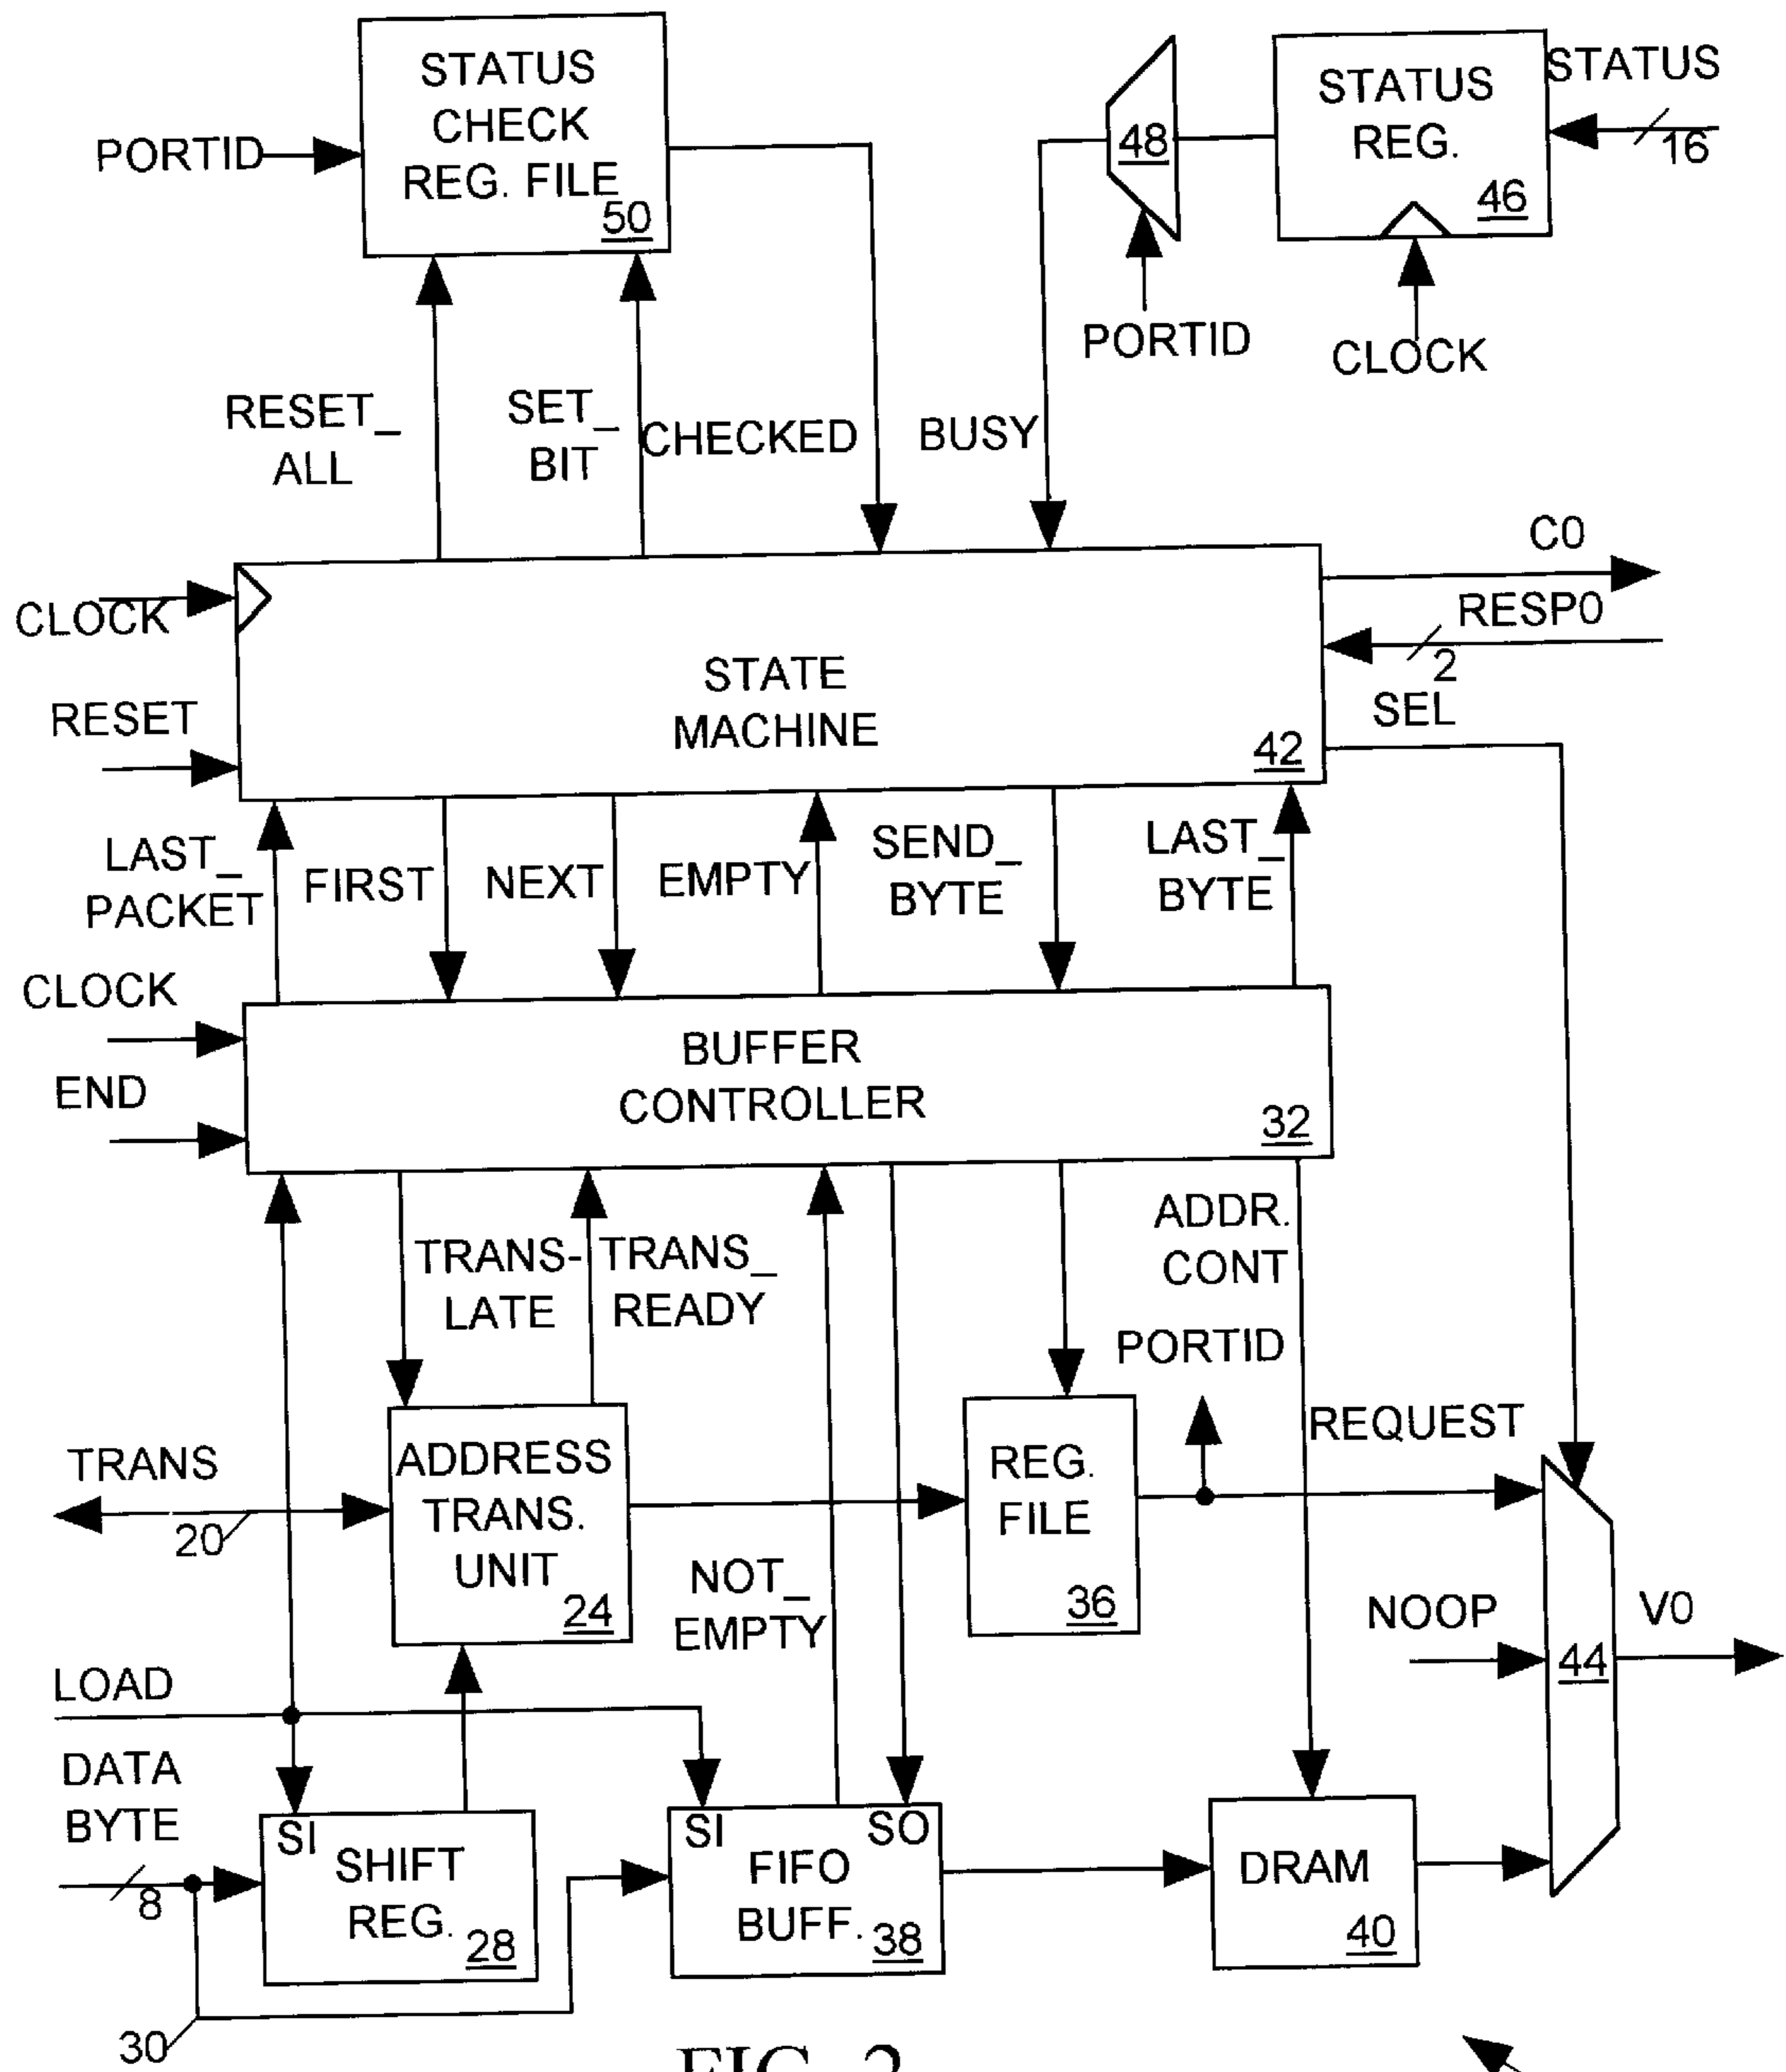 STATUS
CHECK
REG. FILE
50
PORTID
48
STATUS
REG.
46
STATUS
16
PORTID
CLOCK
RESET_
ALL
SET_
BIT
CHECKED
BUSY
CLOCK
RESET
STATE
MACHINE
42
C0
RESP0
2
SEL
LAST_
PACKET
FIRST
NEXT
EMPTY
SEND_
BYTE
LAST_
BYTE
CLOCK
END
BUFFER
CONTROLLER
32
TRANS-
LATE
TRANS_
READY
ADDR.
CONT
PORTID
TRANS
20
ADDRESS
TRANS.
UNIT
24
REG.
FILE
36
REQUEST
NOT_
EMPTY
NOOP
44
V0
LOAD
DATA
BYTE
8
SI
SHIFT
REG.
28
SI
SO
FIFO
BUFF.
38
DRAM
40
30
FIG. 2